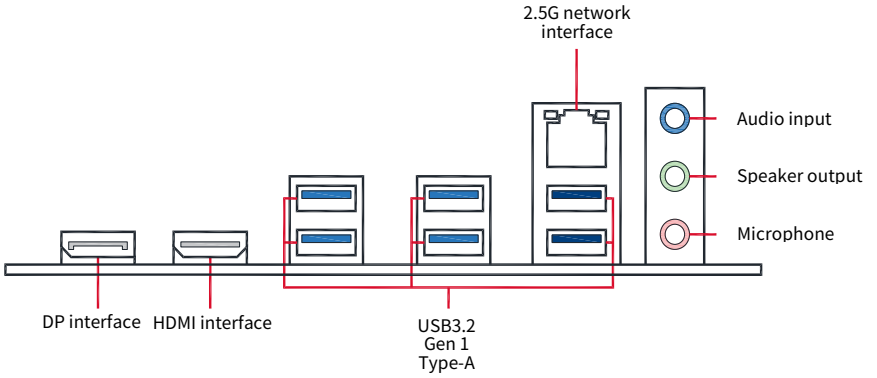 2.5G network
interface
Audio input
Speaker output
Microphone
DP interface
HDMI interface
USB3.2
Gen 1
Type-A